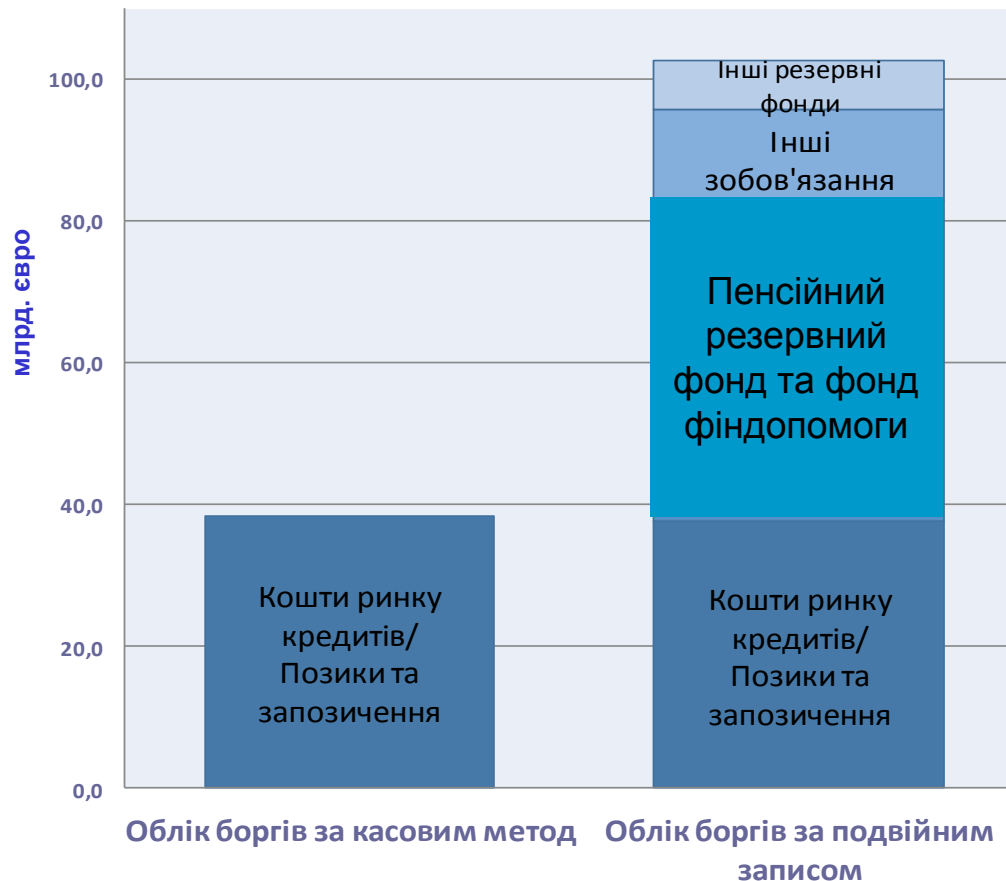 млрд. євро
100,0
80,0
60,0
40,0
20,0
0,0
Кошти ринку
кредитів/
Позики та
запозичення
Інші резервні
фонди
Інші
зобов'язання
Пенсійний
резервний
фонд та фонд
фіндопомоги
Кошти ринку
кредитів/
Позики та
запозичення
Облік боргів за касовим метод
Облік боргів за подвійним
записом